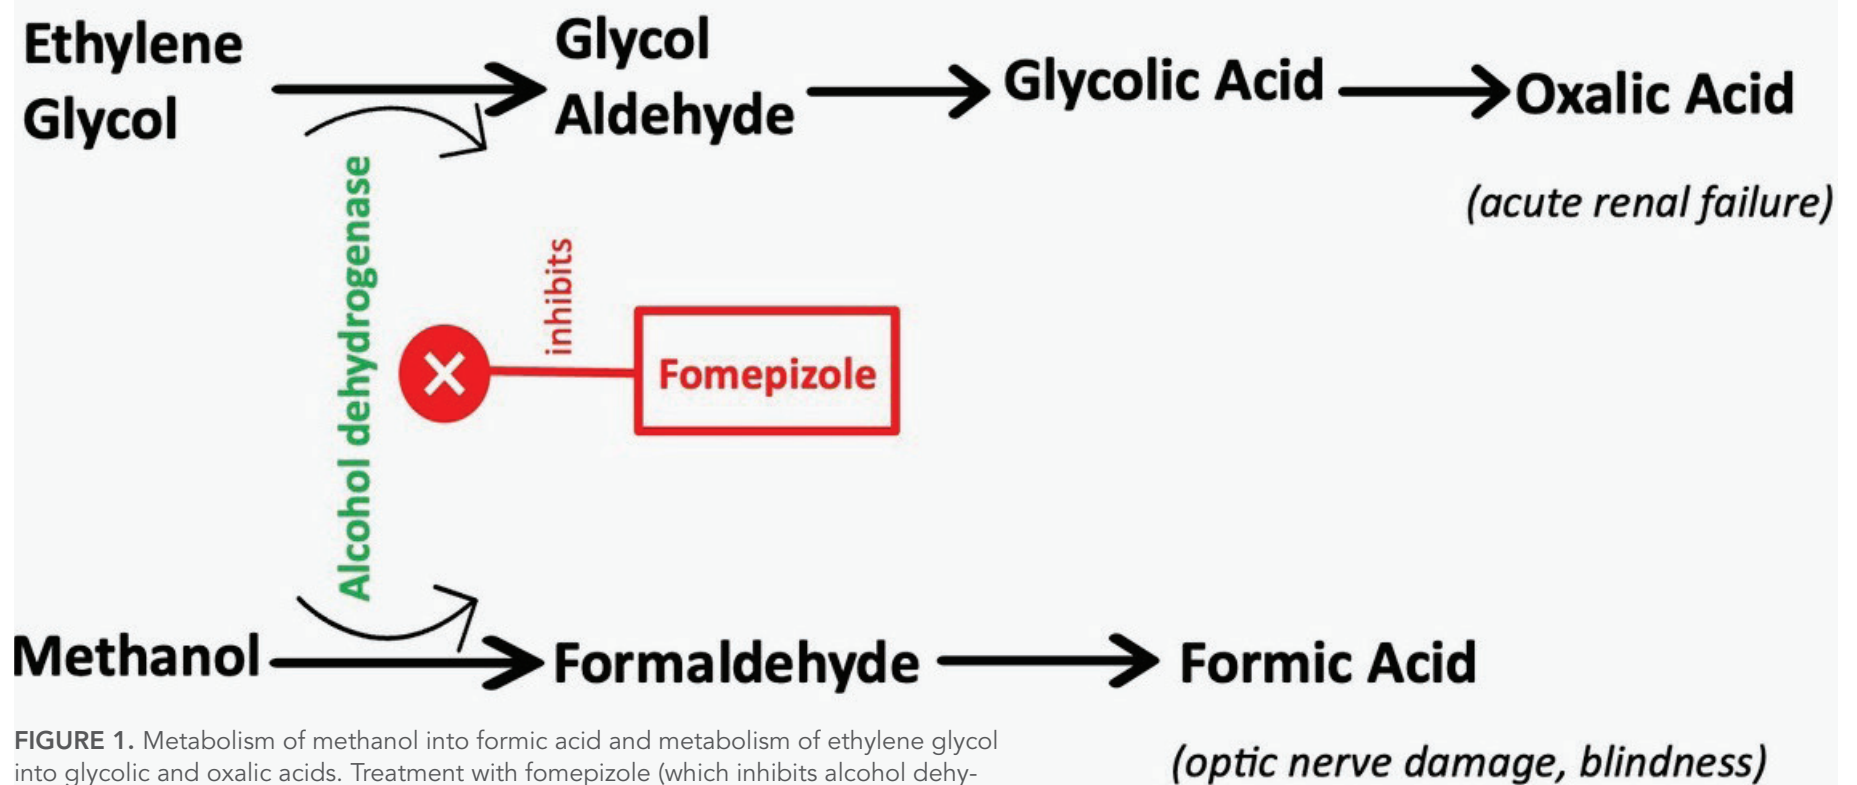 Ethylene
Glycol
Glycol
Aldehyde
Glycolic Acid
Oxalic Acid
(acute renal failure)
Alcohol dehydrogenase
inhibits
Fomepizole
Methanol
Formaldehyde
Formic Acid
(optic nerve damage, blindness)
FIGURE 1. Metabolism of methanol into formic acid and metabolism of ethylene glycol
into glycolic and oxalic acids. Treatment with fomepizole (which inhibits alcohol dehy-